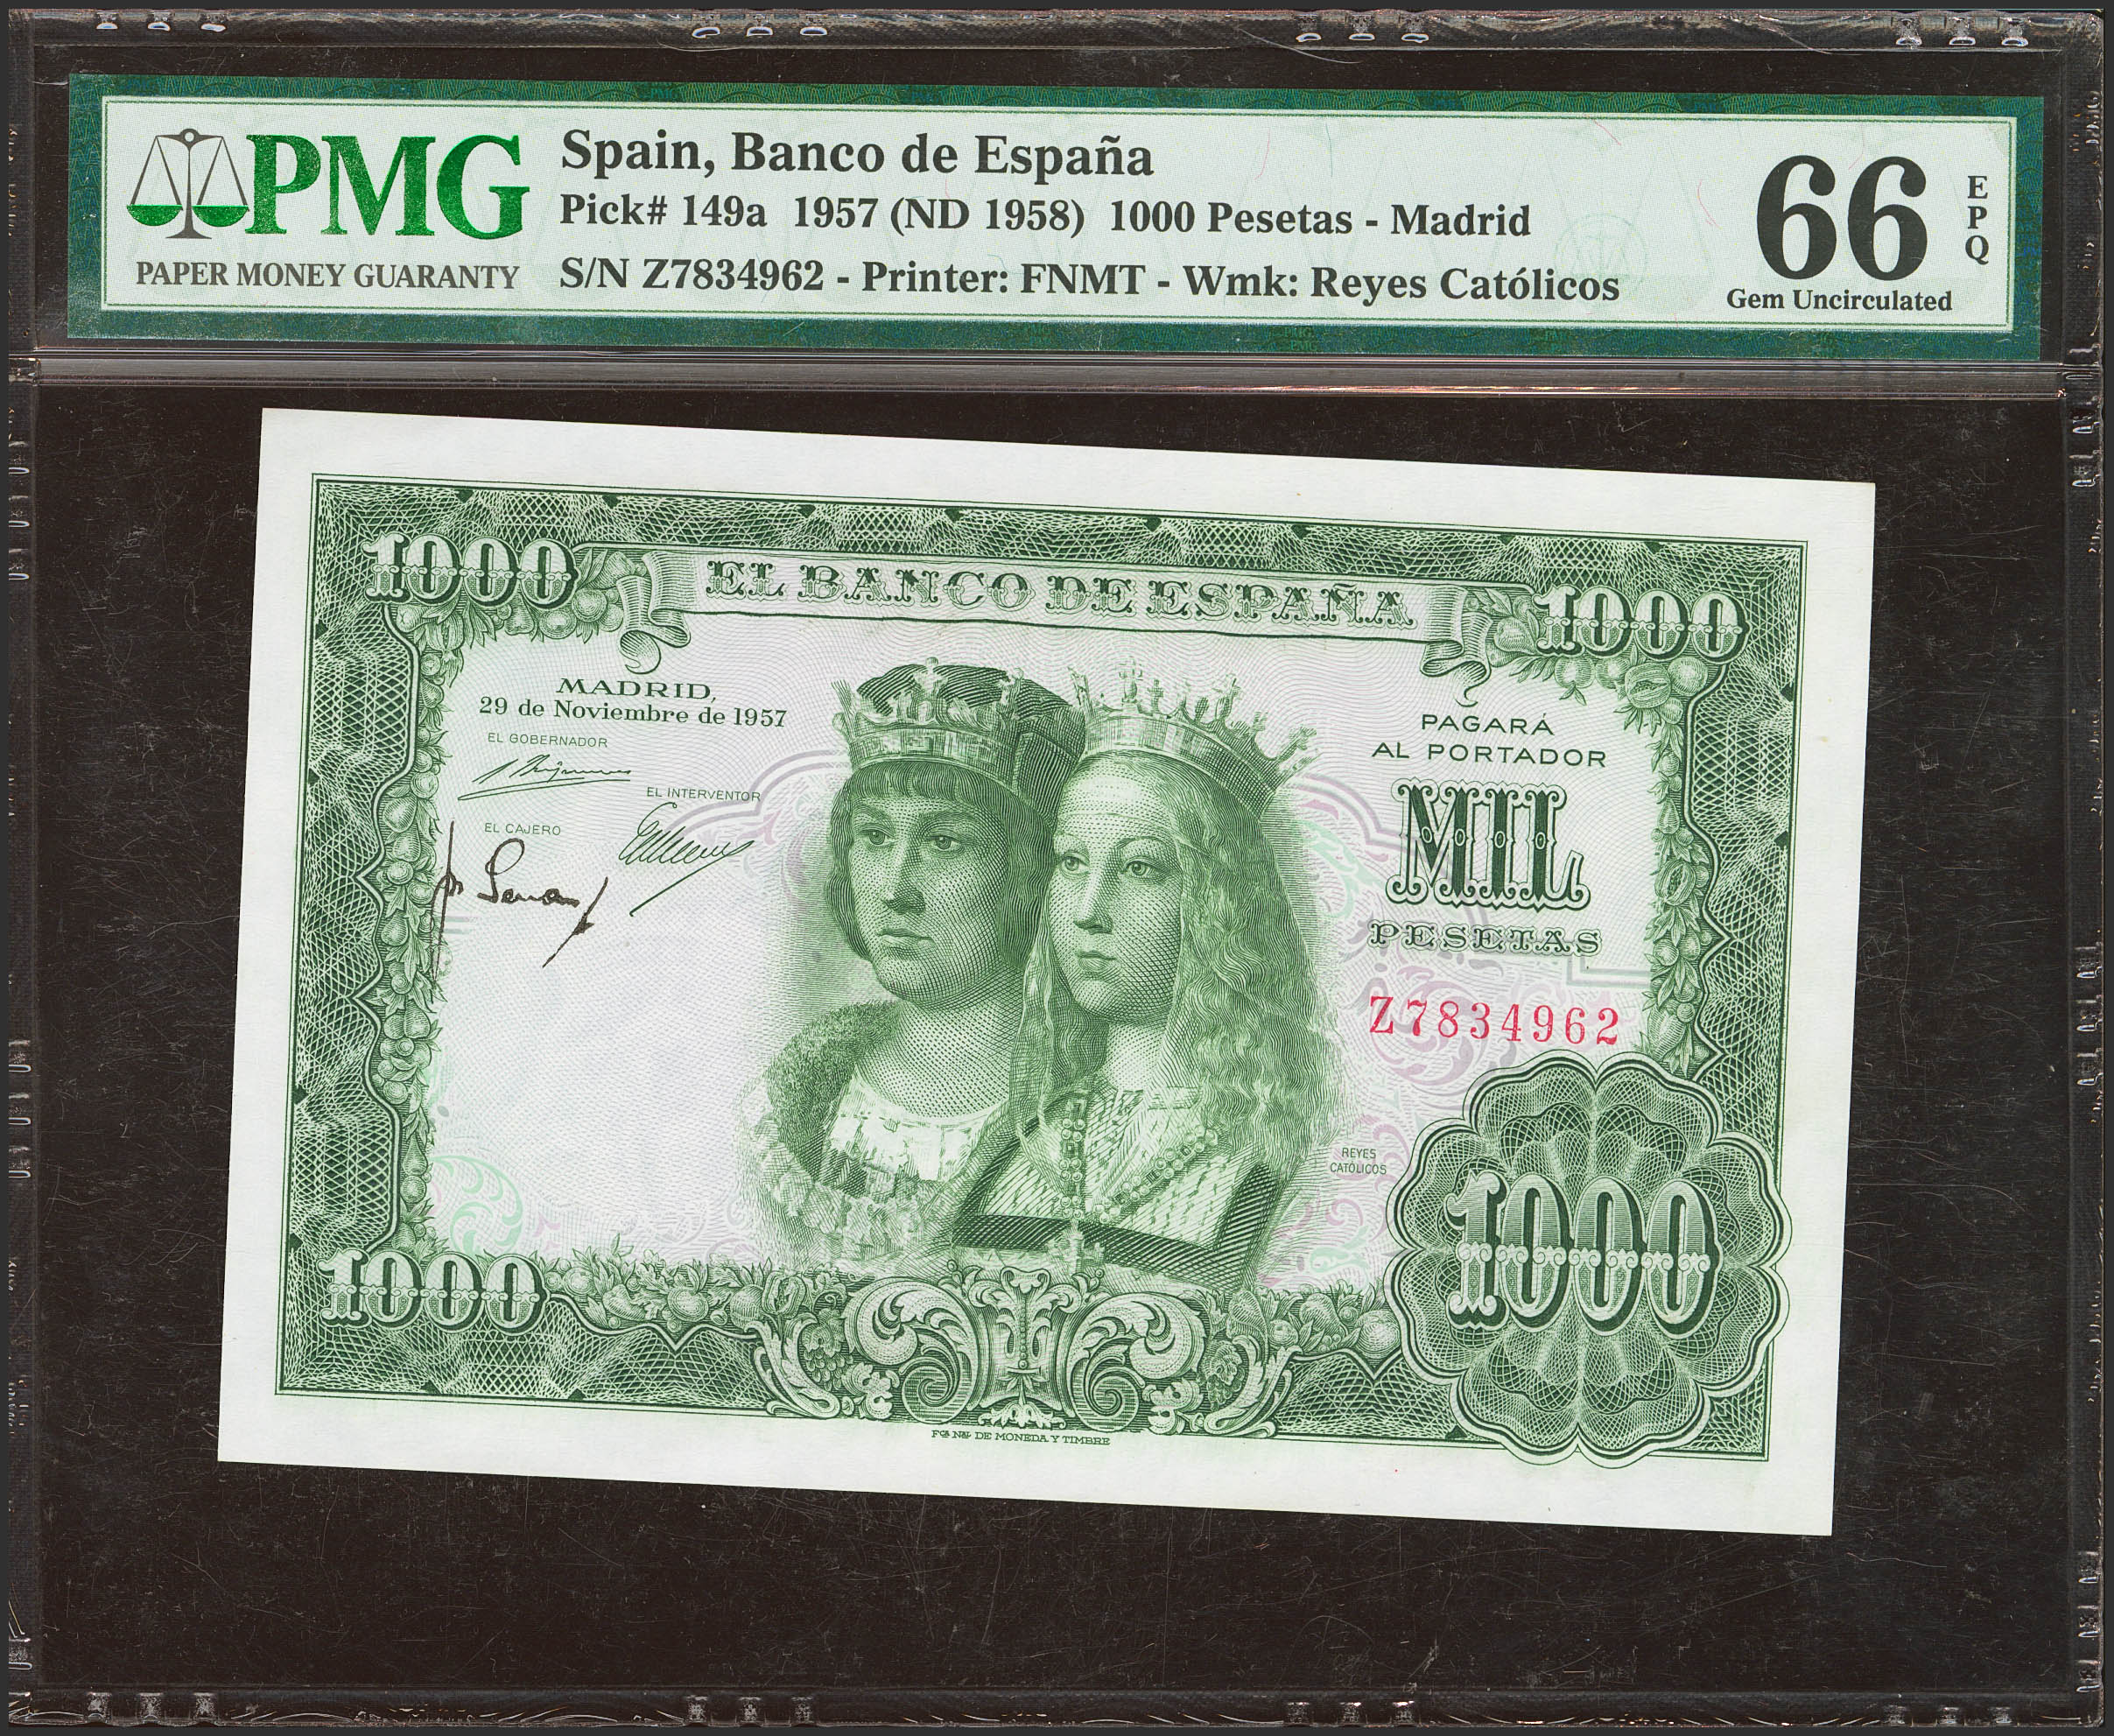 PMG
PAPER MONEY GUARANTY
Spain, Banco de España
Pick# 149a 1957 (ND 1958) 1000 Pesetas - Madrid
S/N Z7834962 - Printer: FNMT - Wmk: Reyes Católicos
66
EPQ
Gem Uncirculated
1000
EL BANCO DE ESPAÑA
1000
MADRID,
29 de Noviembre de 1957
EL GOBERNADOR
EL INTERVENTOR
EL CAJERO
PAGARÁ
AL PORTADOR
MIL
PESETAS
Z7834962
REYES
CATÓLICOS
1000
1000
Fca Nal DE MONEDA Y TIMBRE